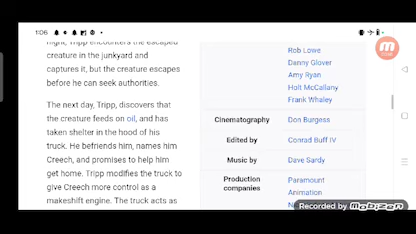 1:06
night, Tripp encounters the escaped
creature in the junkyard and
captures it, but the creature escapes
before he can seek authorities.
The next day, Tripp, discovers that
the creature feeds on oil, and has
taken shelter in the hood of his
truck. He befriends him, names him
Creech, and promises to help him
get home. Tripp modifies the truck to
give Creech more control as a
makeshift engine. The truck acts as
Rob Lowe
Danny Glover
Amy Ryan
Holt McCallany
Frank Whaley
Cinematography Don Burgess
Edited by Conrad Buff IV
Music by Dave Sardy
Production Paramount
companies Animation
Recorded by Mobizen